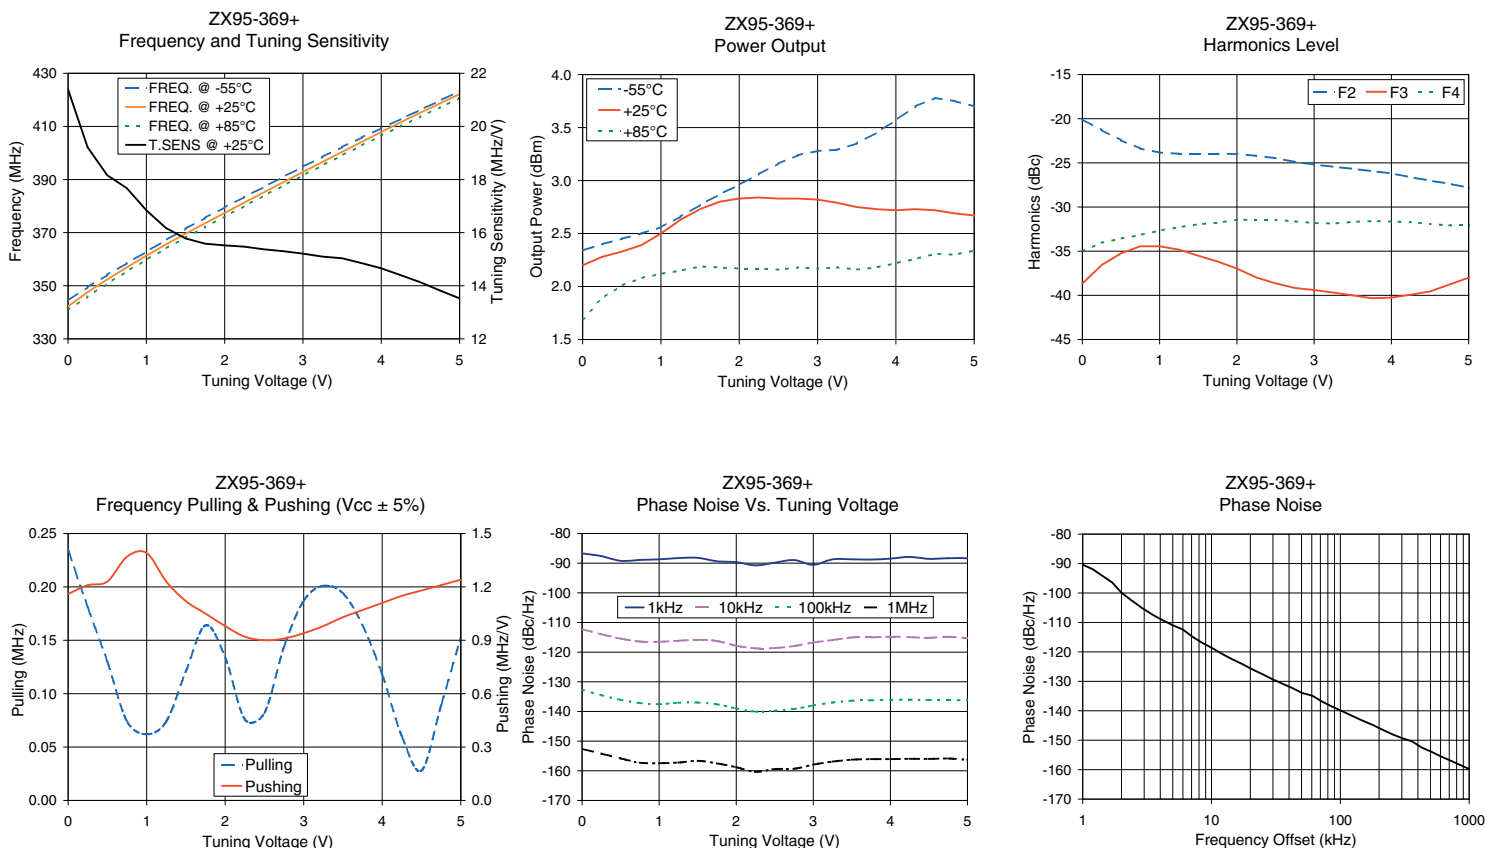 ZX95-369+
Frequency and Tuning Sensitivity
430
410
390
370
350
330
22
20
18
16
14
12
Frequency (MHz)
Tuning Sensitivity (MHz/V)
FREQ. @ -55°C
FREQ. @ +25°C
FREQ. @ +85°C
T.SENS @ +25°C
0 1 2 3 4 5
Tuning Voltage (V)
ZX95-369+
Power Output
4.0
3.5
3.0
2.5
2.0
1.5
Output Power (dBm)
-55°C
+25°C
+85°C
0 1 2 3 4 5
Tuning Voltage (V)
ZX95-369+
Harmonics Level
-15
-20
-25
-30
-35
-40
-45
Harmonics (dBc)
F2 F3 F4
0 1 2 3 4 5
Tuning Voltage (V)
ZX95-369+
Frequency Pulling & Pushing (Vcc ± 5%)
0.25
0.20
0.15
0.10
0.05
0.00
1.5
1.2
0.9
0.6
0.3
0.0
Pulling (MHz)
Pushing (MHz/V)
Pulling
Pushing
0 1 2 3 4 5
Tuning Voltage (V)
ZX95-369+
Phase Noise Vs. Tuning Voltage
-80
-90
-100
-110
-120
-130
-140
-150
-160
-170
Phase Noise (dBc/Hz)
1kHz 10kHz 100kHz 1MHz
0 1 2 3 4 5
Tuning Voltage (V)
ZX95-369+
Phase Noise
-80
-90
-100
-110
-120
-130
-140
-150
-160
-170
Phase Noise (dBc/Hz)
1 10 100 1000
Frequency Offset (kHz)